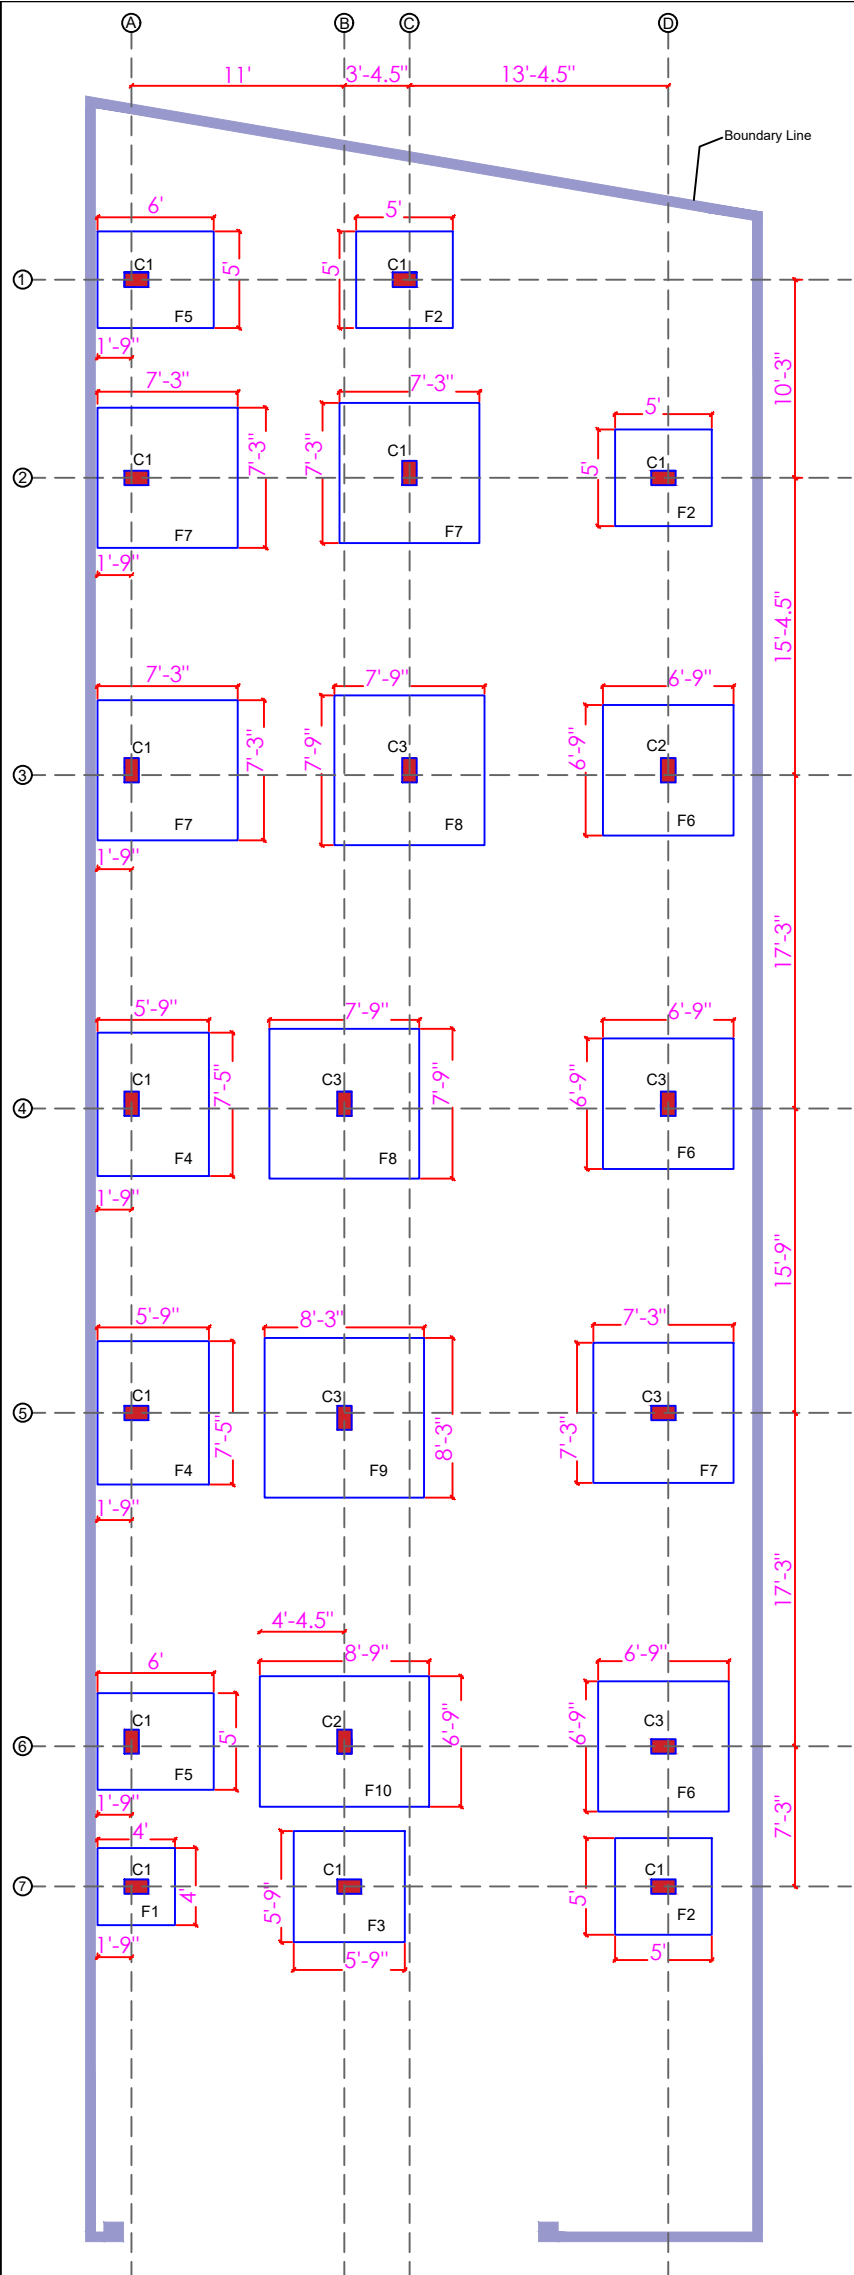 A B C D
11' 3'-4.5" 13'-4.5"
Boundary Line
6' 5'
1 C1 5' 5' C1
F5 F2
1'-9"
10'-3"
7'-3" 7'-3" 5'
2 C1 7'-3" 7'-3" C1 5' C1
F7 F7 F2
1'-9"
15'-4.5"
7'-3" 7'-9" 6'-9"
3 C1 7'-3" 7'-9" C3 6'-9" C2
F7 F8 F6
1'-9"
17'-3"
5'-9" 7'-9" 6'-9"
4 C1 7'-5" C3 7'-9" 6'-9" C3
F4 F8 F6
1'-9"
15'-9"
5'-9" 8'-3" 7'-3"
5 C1 7'-5" C3 8'-3" 7'-3" C3
F4 F9 F7
1'-9"
17'-3"
4'-4.5"
6' 8'-9" 6'-9"
6 C1 5' C2 6'-9" 6'-9" C3
F5 F10 F6
1'-9"
7'-3"
4'
7 C1 4' 5'-9" C1 5' C1
F1 F3 F2
1'-9" 5'-9" 5'